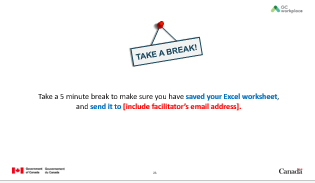 GC
workplace
TAKE A BREAK!
Take a 5 minute break to make sure you have saved your Excel worksheet,
and send it to [include facilitator's email address].
Government of Canada
Gouvernement du Canada
Canada